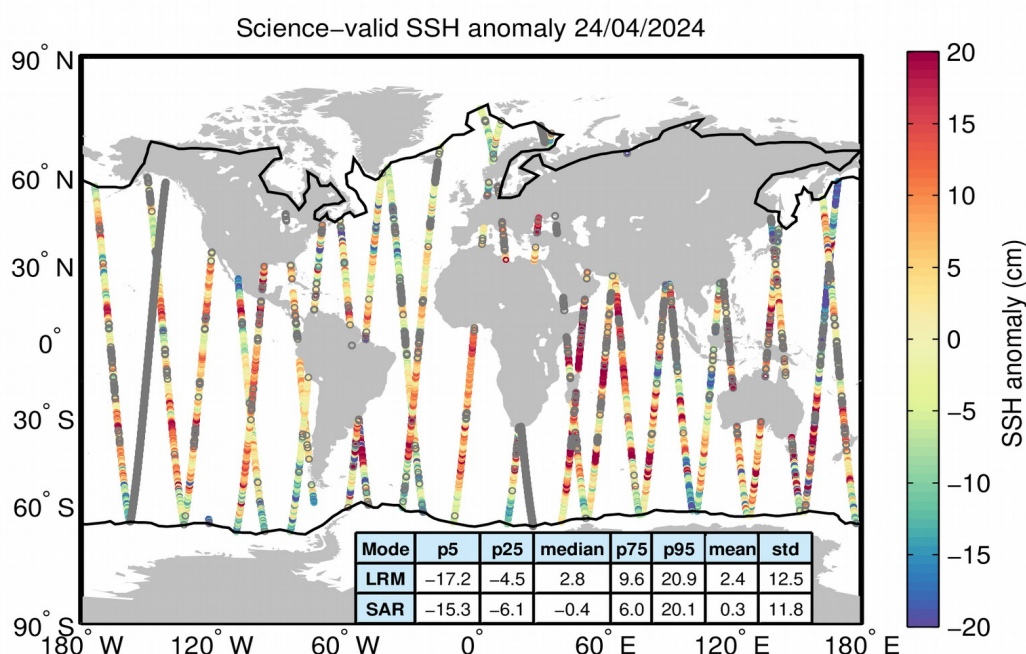 Science−valid SSH anomaly 24/04/2024
90° N
60° N
30° N
0°
30° S
60° S
90° S
180° W
120° W
60° W
0°
60° E
120° E
180° E
Mode p5 p25 median p75 p95 mean std
LRM −17.2 −4.5 2.8 9.6 20.9 2.4 12.5
SAR −15.3 −6.1 −0.4 6.0 20.1 0.3 11.8
20
15
10
5
0
−5
−10
−15
−20
SSH anomaly (cm)